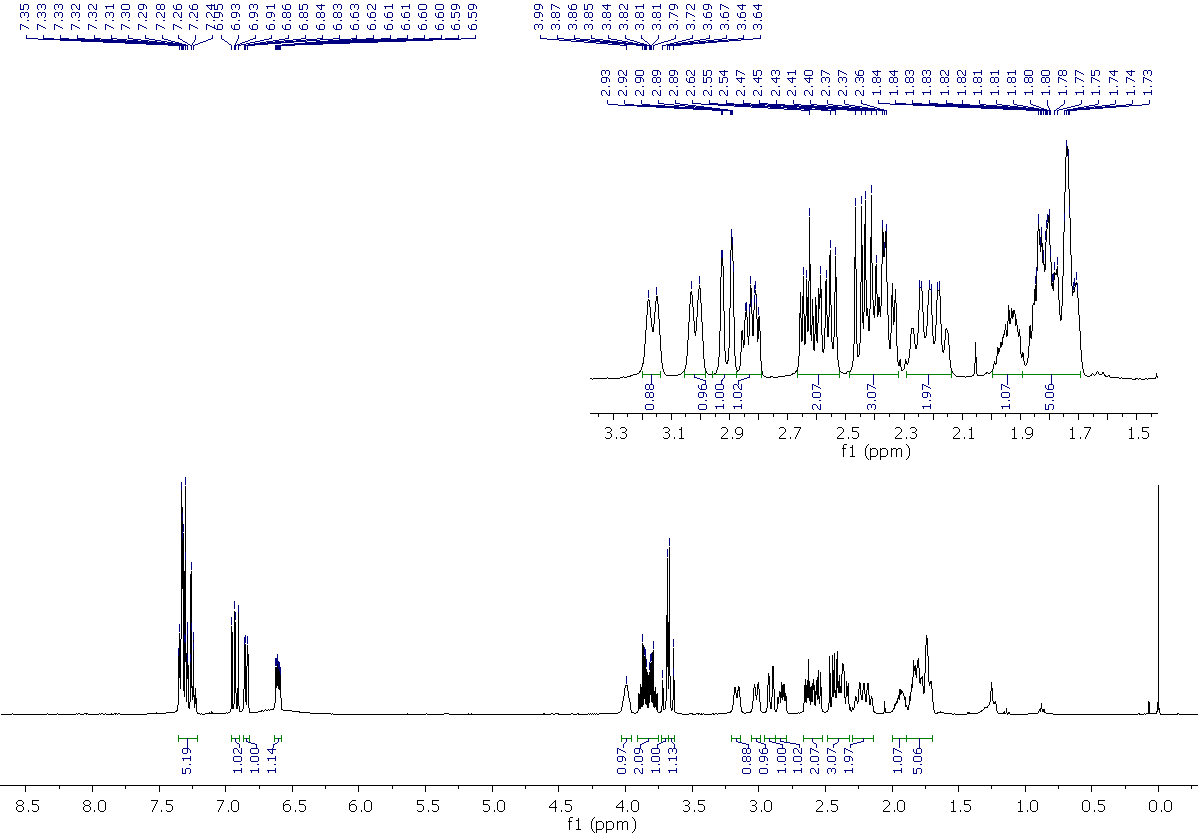 7.35 7.33 7.33 7.32 7.32 7.31 7.30 7.29 7.28 7.26 7.26 7.24 6.95 6.93 6.93 6.91 6.86 6.85 6.84 6.83 6.63 6.62 6.61 6.61 6.60 6.60 6.59 6.59 3.99 3.87 3.86 3.85 3.84 3.82 3.81 3.81 3.79 3.72 3.69 3.67 3.64 3.64
2.93 2.92 2.90 2.89 2.89 2.62 2.55 2.54 2.47 2.45 2.43 2.41 2.40 2.37 2.37 2.36 1.84 1.84 1.83 1.83 1.82 1.82 1.81 1.81 1.81 1.80 1.80 1.78 1.77 1.75 1.74 1.74 1.73
0.88 0.96 1.00 1.02 2.07 3.07 1.97 1.07 5.06
3.3 3.1 2.9 2.7 2.5 2.3 2.1 1.9 1.7 1.5
f1 (ppm)
5.19 1.02 1.00 1.14 0.97 2.09 1.00 1.13 0.88 0.96 1.00 1.02 2.07 3.07 1.97 1.07 5.06
8.5 8.0 7.5 7.0 6.5 6.0 5.5 5.0 4.5 4.0 3.5 3.0 2.5 2.0 1.5 1.0 0.5 0.0
f1 (ppm)